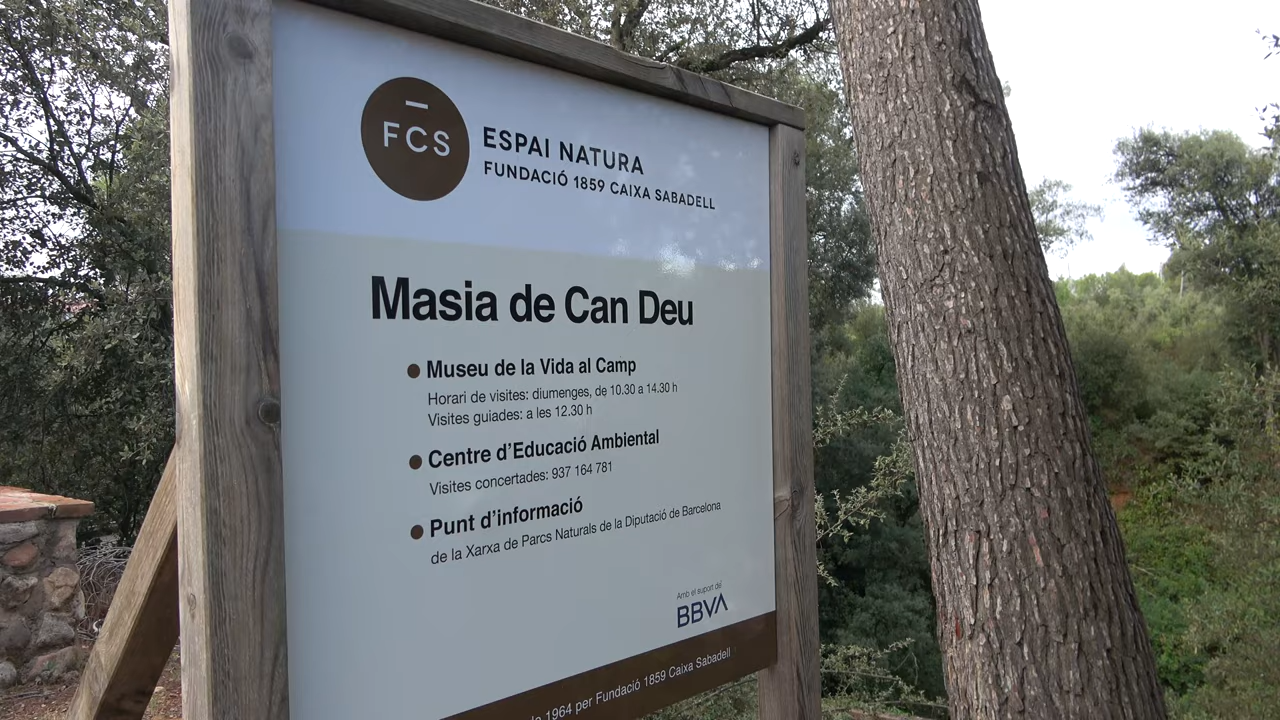 FCS
ESPAI NATURA
FUNDACIÓ 1859 CAIXA SABADELL
Masia de Can Deu
Museu de la Vida al Camp
Horari de visites: diumenges, de 10.30 a 14.30 h
Visites guiades: a les 12.30 h
Centre d'Educació Ambiental
Visites concertades: 937 164 781
Punt d'informació
de la Xarxa de Parcs Naturals de la Diputació de Barcelona
Amb el suport de
BBVA
1964 per Fundació 1859 Caixa Sabadell